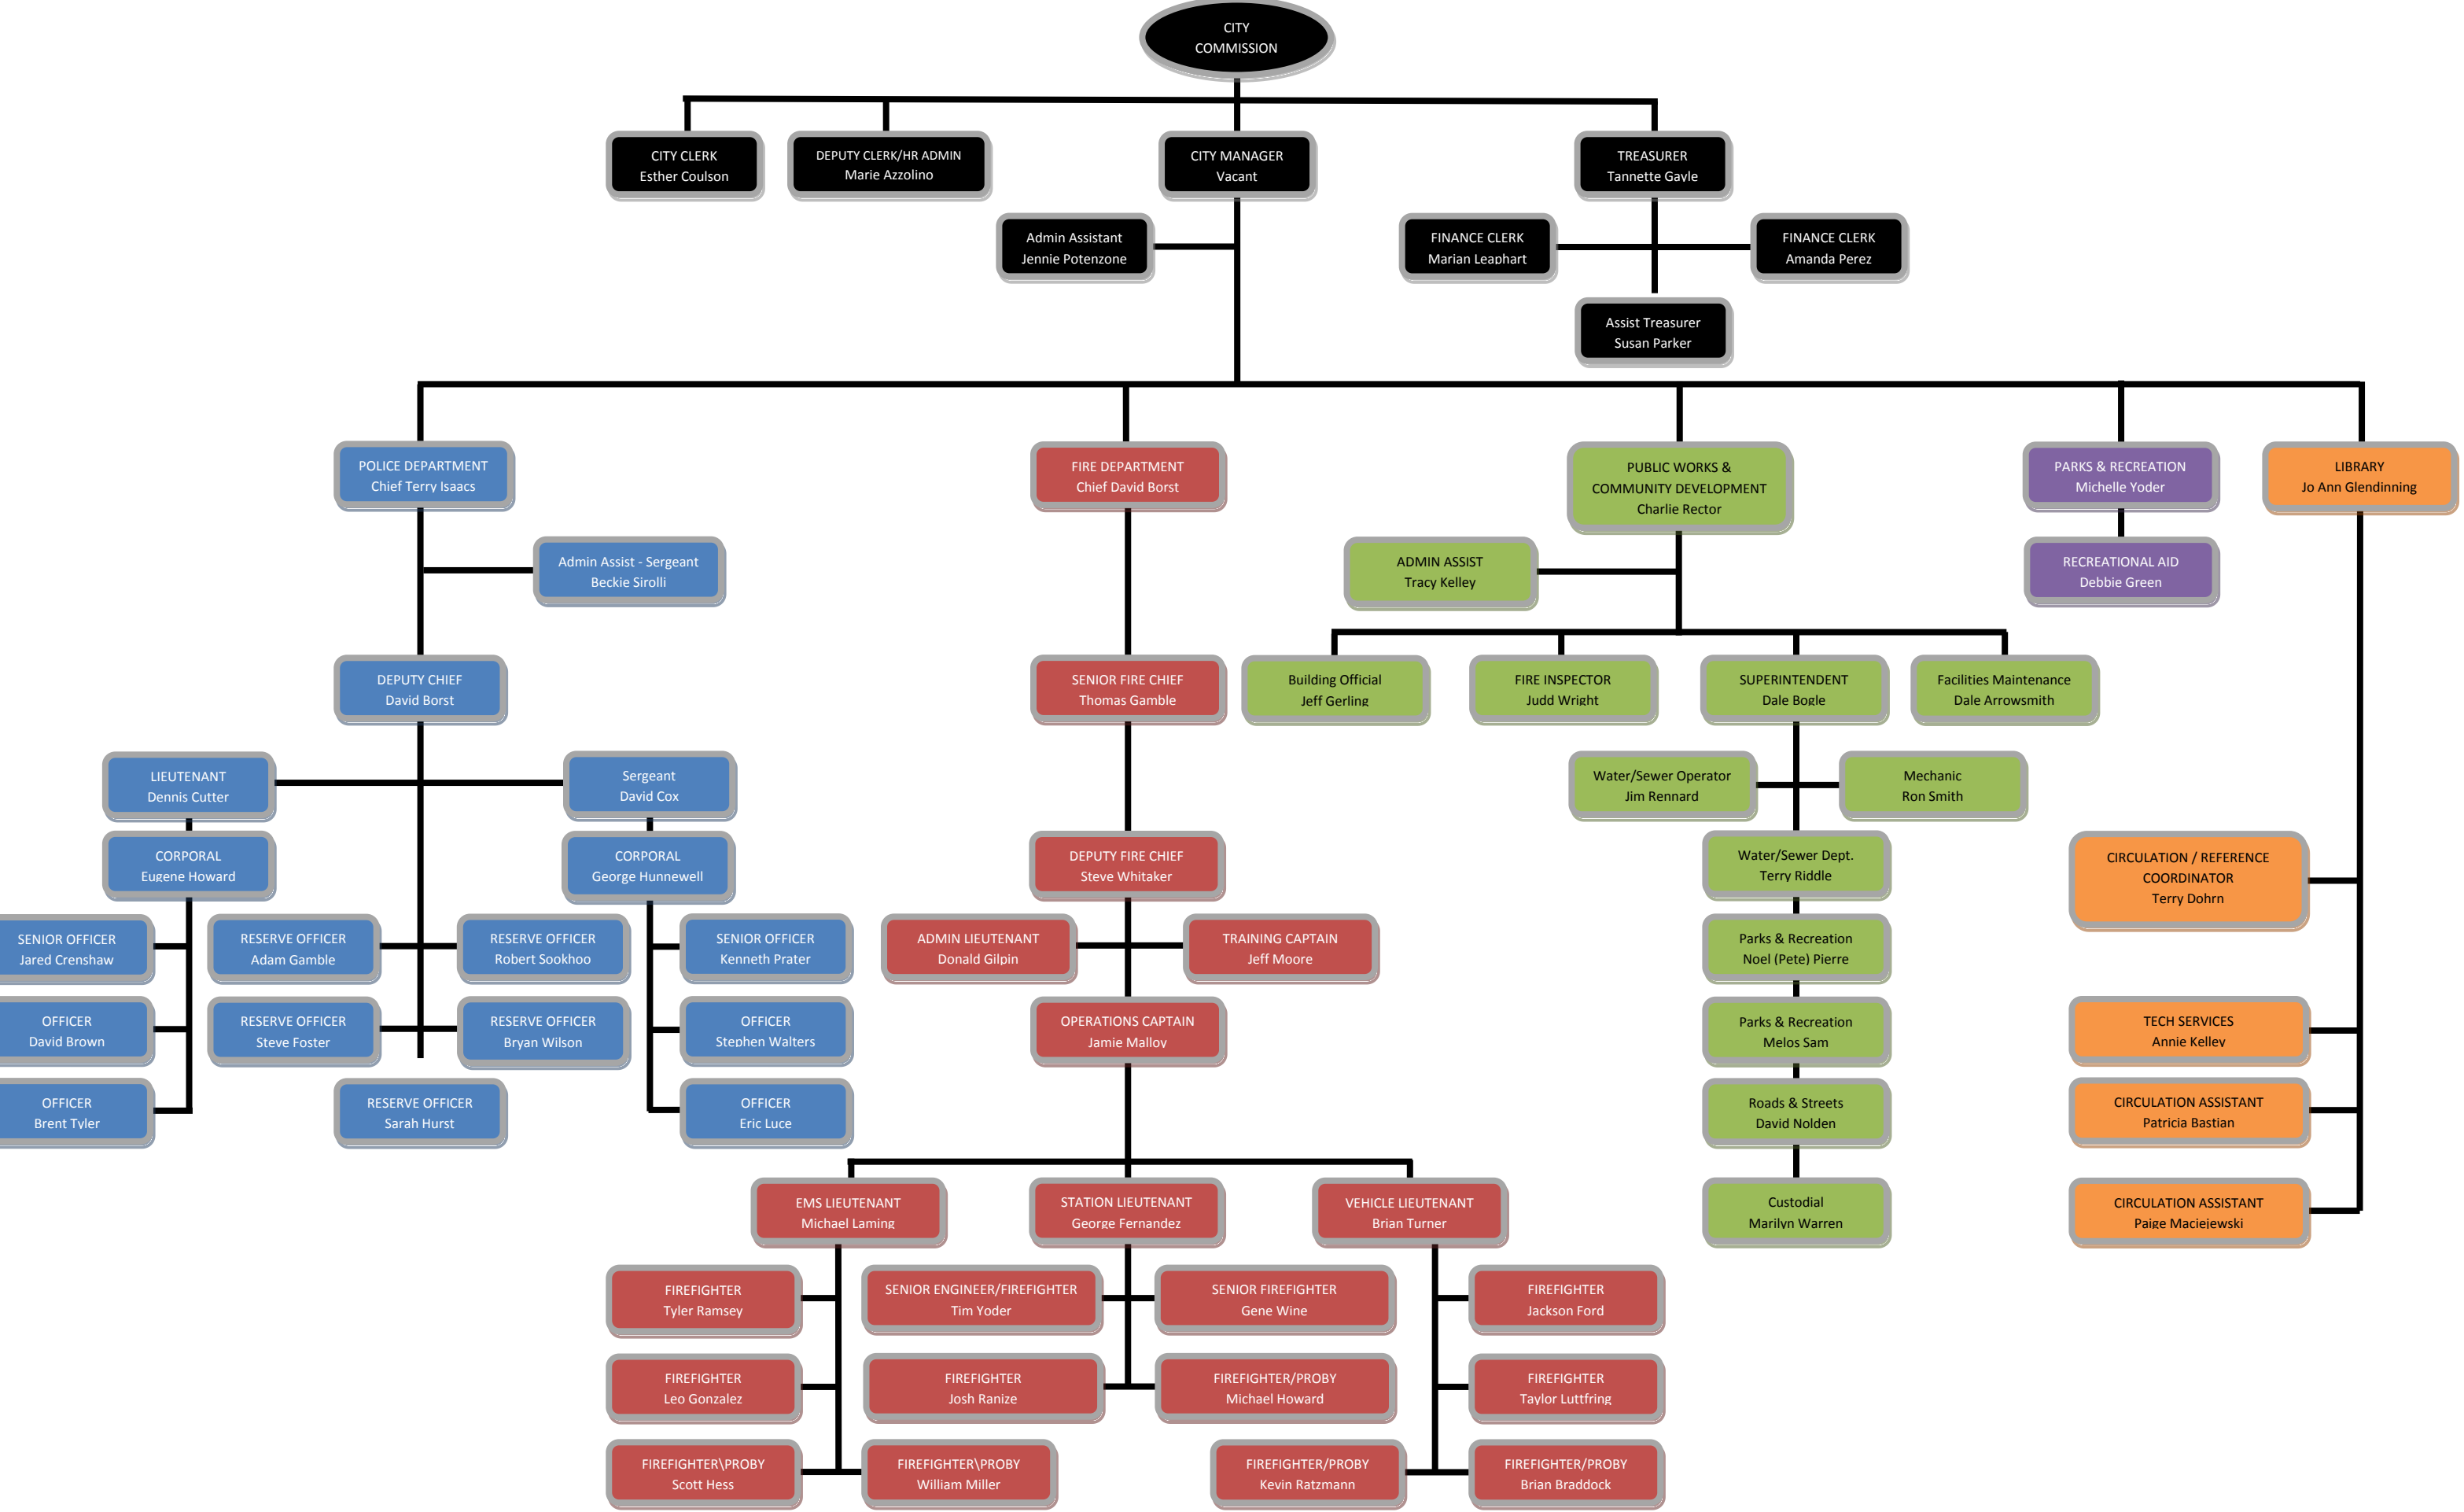 CITY
COMMISSION
CITY CLERK
Esther Coulson
DEPUTY CLERK/HR ADMIN
Marie Azzolino
CITY MANAGER
Vacant
TREASURER
Tannette Gayle
Admin Assistant
Jennie Potenzone
FINANCE CLERK
Marian Leaphart
FINANCE CLERK
Amanda Perez
Assist Treasurer
Susan Parker
POLICE DEPARTMENT
Chief Terry Isaacs
FIRE DEPARTMENT
Chief David Borst
PUBLIC WORKS &
COMMUNITY DEVELOPMENT
Charlie Rector
PARKS & RECREATION
Michelle Yoder
LIBRARY
Jo Ann Glendinning
Admin Assist - Sergeant
Beckie Sirolli
ADMIN ASSIST
Tracy Kelley
RECREATIONAL AID
Debbie Green
DEPUTY CHIEF
David Borst
SENIOR FIRE CHIEF
Thomas Gamble
Building Official
Jeff Gerling
FIRE INSPECTOR
Judd Wright
SUPERINTENDENT
Dale Bogle
Facilities Maintenance
Dale Arrowsmith
LIEUTENANT
Dennis Cutter
Sergeant
David Cox
Water/Sewer Operator
Jim Rennard
Mechanic
Ron Smith
CORPORAL
Eugene Howard
CORPORAL
George Hunnewell
DEPUTY FIRE CHIEF
Steve Whitaker
Water/Sewer Dept.
Terry Riddle
CIRCULATION / REFERENCE
COORDINATOR
Terry Dohrn
SENIOR OFFICER
Jared Crenshaw
RESERVE OFFICER
Adam Gamble
RESERVE OFFICER
Robert Sookhoo
SENIOR OFFICER
Kenneth Prater
ADMIN LIEUTENANT
Donald Gilpin
TRAINING CAPTAIN
Jeff Moore
Parks & Recreation
Noel (Pete) Pierre
OFFICER
David Brown
RESERVE OFFICER
Steve Foster
RESERVE OFFICER
Bryan Wilson
OFFICER
Stephen Walters
OPERATIONS CAPTAIN
Jamie Malloy
Parks & Recreation
Melos Sam
TECH SERVICES
Annie Kelley
OFFICER
Brent Tyler
RESERVE OFFICER
Sarah Hurst
OFFICER
Eric Luce
Roads & Streets
David Nolden
CIRCULATION ASSISTANT
Patricia Bastian
EMS LIEUTENANT
Michael Laming
STATION LIEUTENANT
George Fernandez
VEHICLE LIEUTENANT
Brian Turner
Custodial
Marilyn Warren
CIRCULATION ASSISTANT
Paige Maciejewski
FIREFIGHTER
Tyler Ramsey
SENIOR ENGINEER/FIREFIGHTER
Tim Yoder
SENIOR FIREFIGHTER
Gene Wine
FIREFIGHTER
Jackson Ford
FIREFIGHTER
Leo Gonzalez
FIREFIGHTER
Josh Ranize
FIREFIGHTER/PROBY
Michael Howard
FIREFIGHTER
Taylor Luttfring
FIREFIGHTER\PROBY
Scott Hess
FIREFIGHTER\PROBY
William Miller
FIREFIGHTER/PROBY
Kevin Ratzmann
FIREFIGHTER/PROBY
Brian Braddock